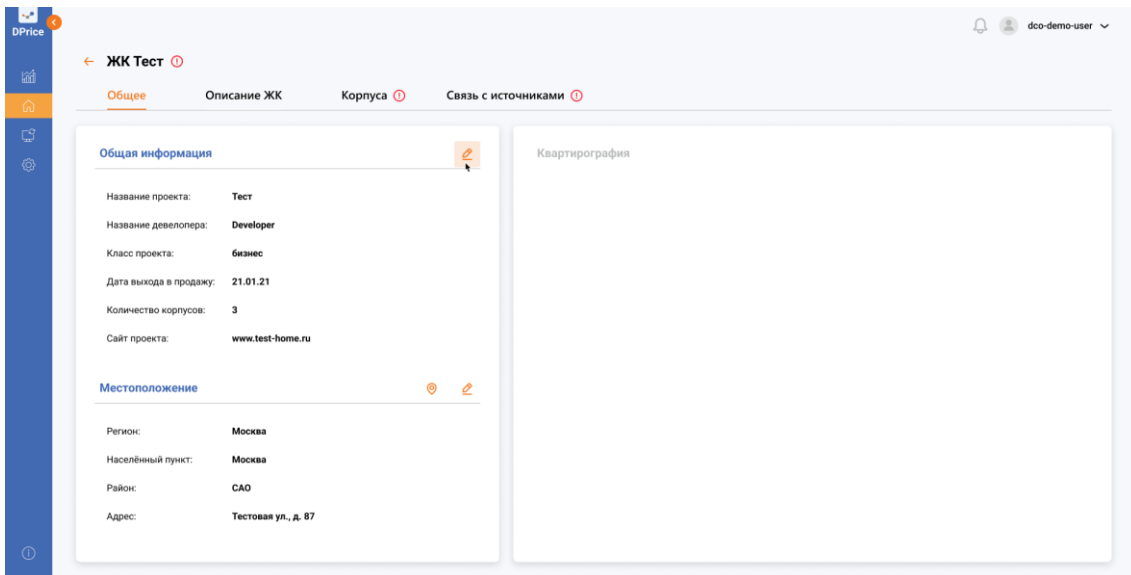 DPrice
dco-demo-user
ЖК Тест
Общее Описание ЖК Корпуса Связь с источниками
Общая информация
Название проекта: Тест
Название девелопера: Developer
Класс проекта: бизнес
Дата выхода в продажу: 21.01.21
Количество корпусов: 3
Сайт проекта: www.test-home.ru
Местоположение
Регион: Москва
Населённый пункт: Москва
Район: САО
Адрес: Тестовая ул., д. 87
Квартирография